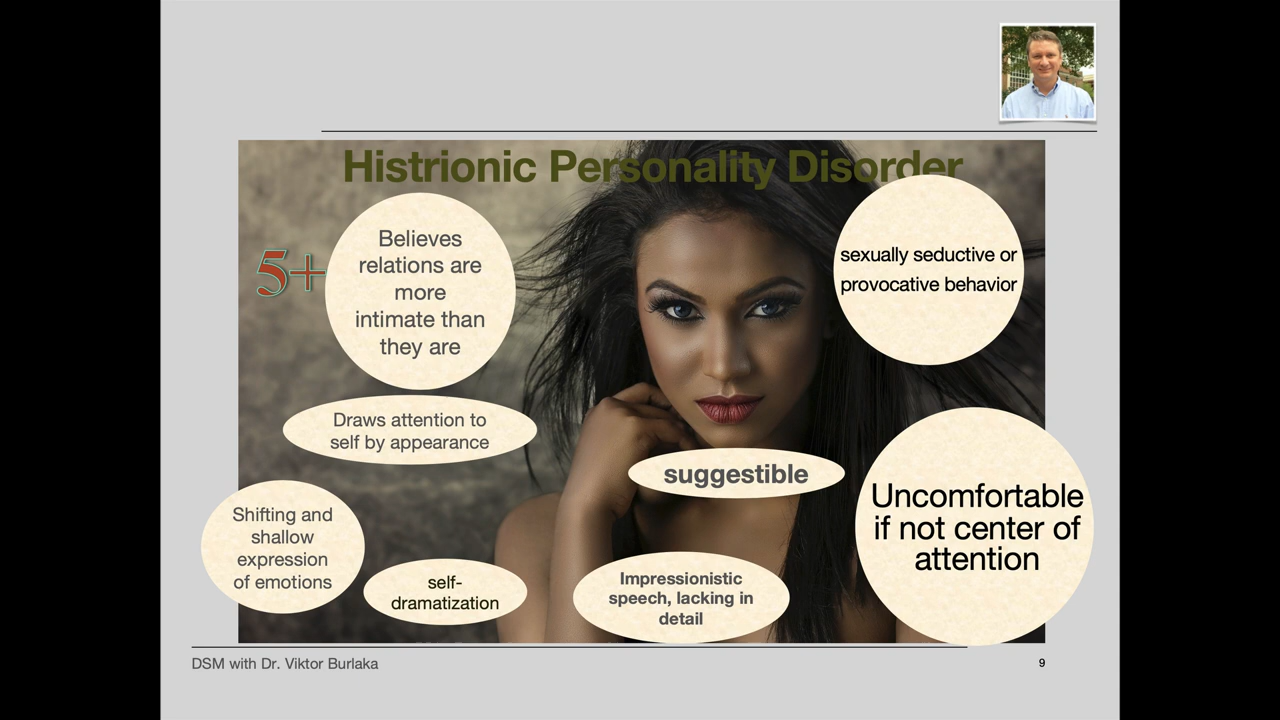 Histrionic Personality Disorder
5+
Believes
relations are
more
intimate than
they are
sexually seductive or
provocative behavior
Draws attention to
self by appearance
suggestible
Uncomfortable
if not center of
attention
Shifting and
shallow
expression
of emotions
self-
dramatization
Impressionistic
speech, lacking in
detail
DSM with Dr. Viktor Burlaka
9